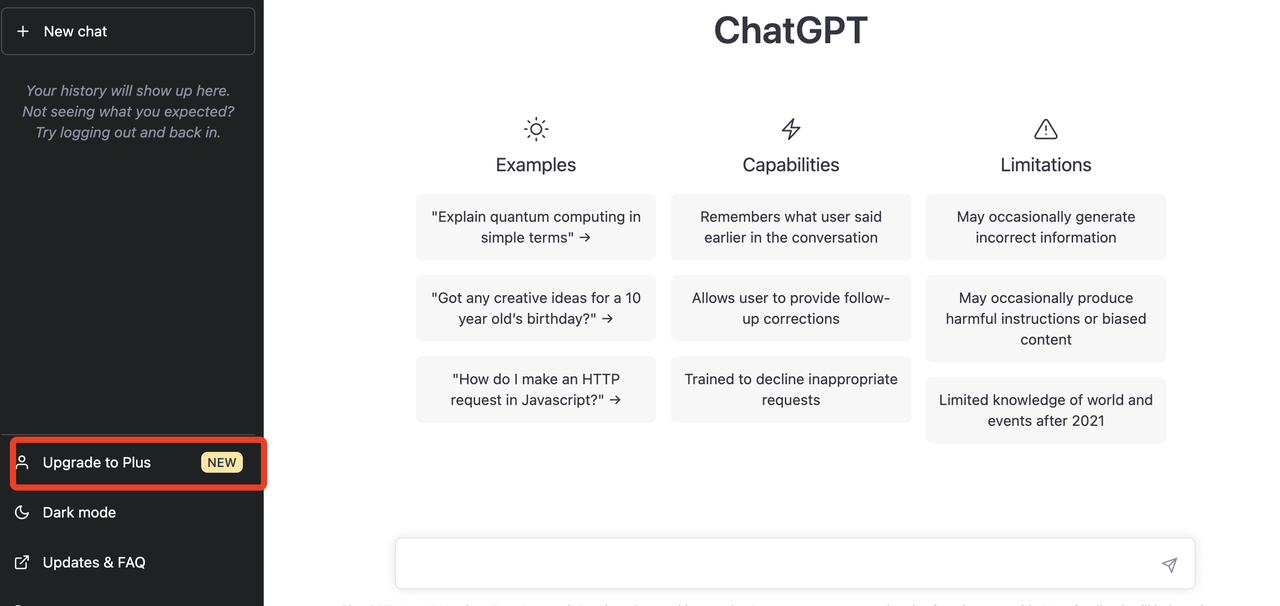 New chat
Your history will show up here.
Not seeing what you expected?
Try logging out and back in.
Upgrade to Plus NEW
Dark mode
Updates & FAQ
ChatGPT
Examples
"Explain quantum computing in
simple terms" →
"Got any creative ideas for a 10
year old’s birthday?" →
"How do I make an HTTP
request in Javascript?" →
Capabilities
Remembers what user said
earlier in the conversation
Allows user to provide follow-
up corrections
Trained to decline inappropriate
requests
Limitations
May occasionally generate
incorrect information
May occasionally produce
harmful instructions or biased
content
Limited knowledge of world and
events after 2021